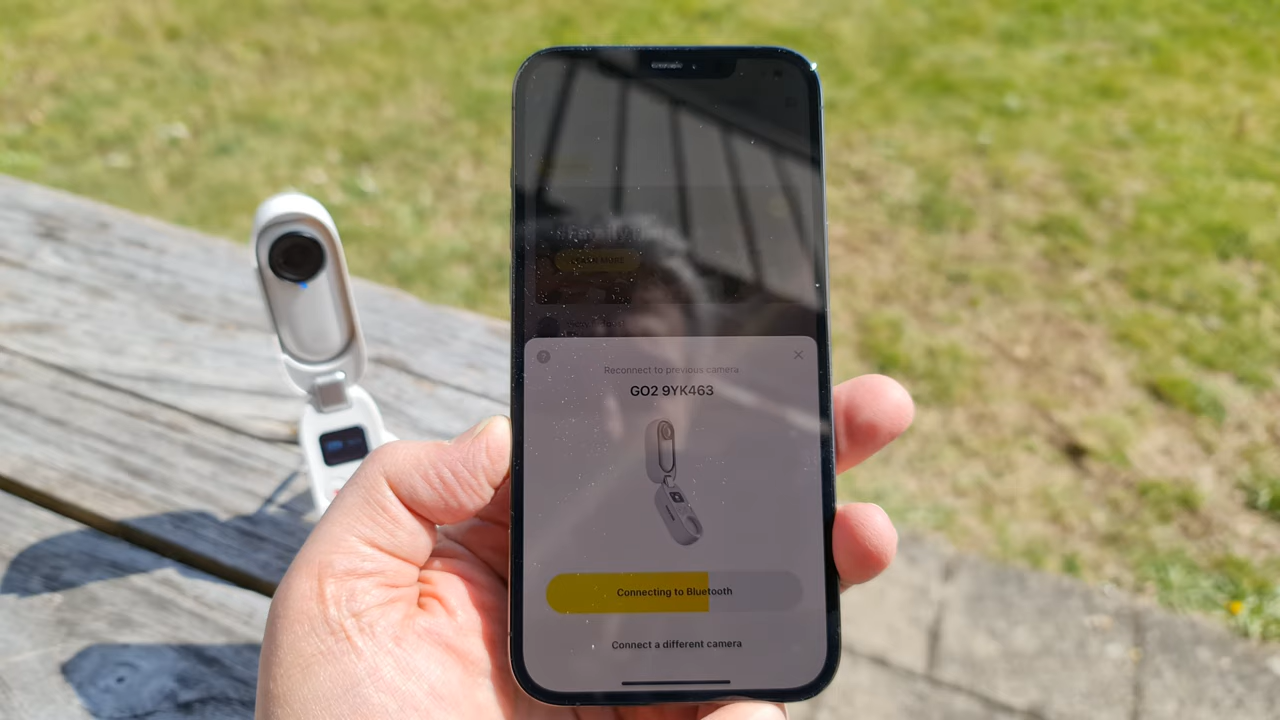 ?
Reconnect to previous camera
GO2 9YK463
Connecting to Bluetooth
Connect a different camera